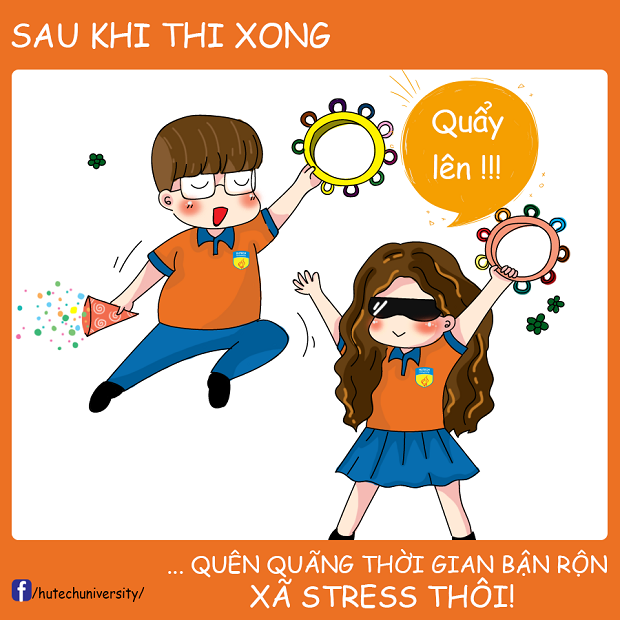 SAU KHI THI XONG
Quẩy
lên !!!
... QUÊN QUÃNG THỜI GIAN BẬN RỘN
XÃ STRESS THÔI!
/hutechuniversity/